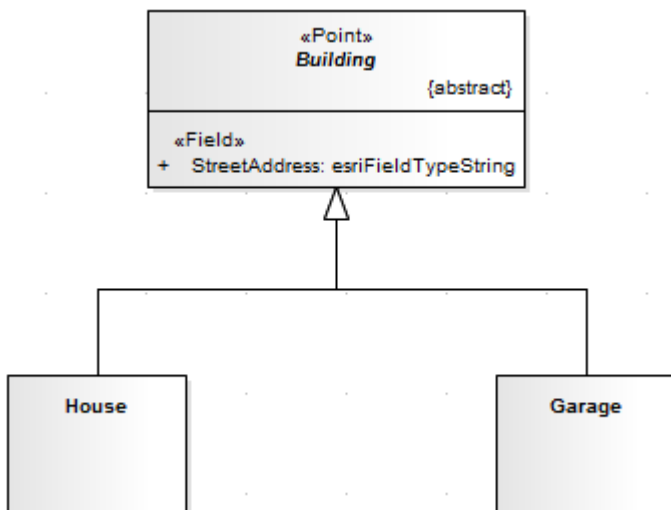 «Point»
Building
{abstract}
«Field»
+ StreetAddress: esriFieldTypeString
House
Garage